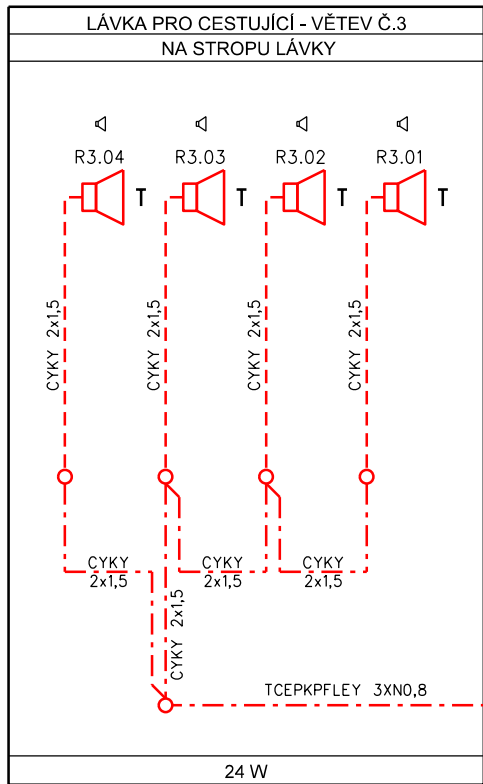 LÁVKA PRO CESTUJÍCÍ - VĚTEV Č.3
NA STROPU LÁVKY
R3.04 R3.03 R3.02 R3.01
T T T T
CYKY 2x1,5
CYKY 2x1,5
CYKY 2x1,5
CYKY 2x1,5
CYKY
2x1,5
CYKY
2x1,5
CYKY
2x1,5
CYKY 2x1,5
TCEPKPFLEY 3XN0,8
24 W